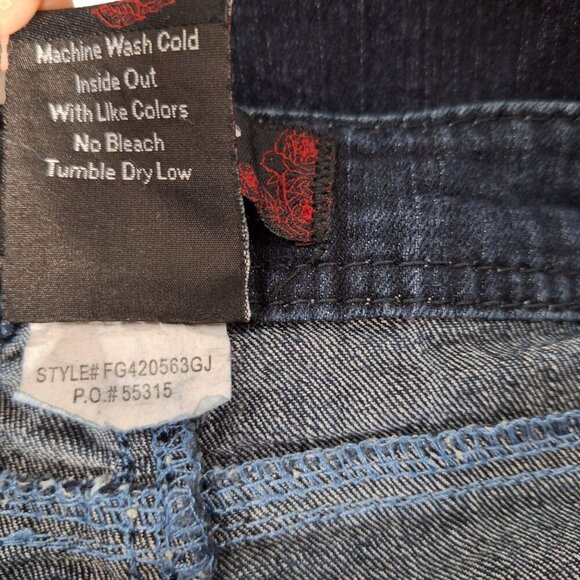 Machine Wash Cold
Inside Out
With Like Colors
No Bleach
Tumble Dry Low
STYLE# FG420563GJ
P.O.# 55315